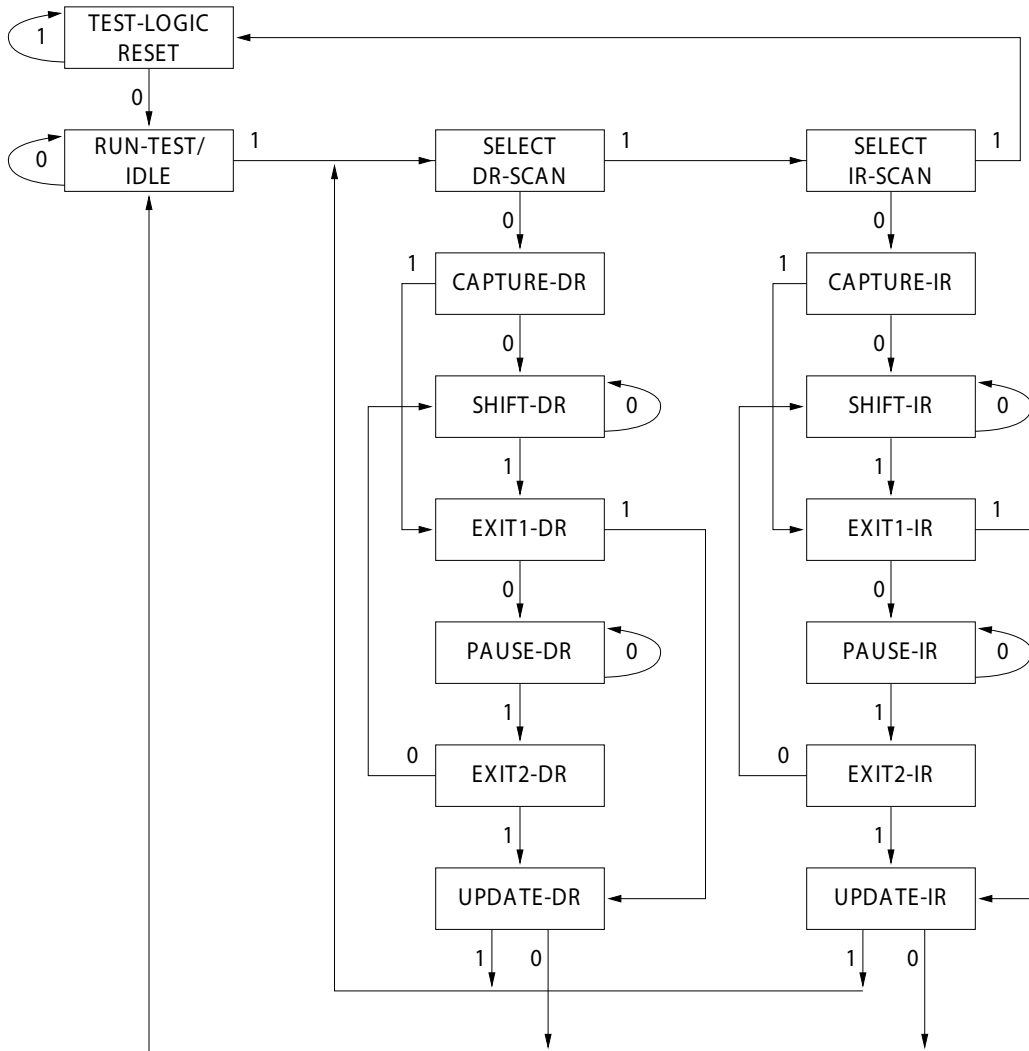 TEST-LOGIC
RESET
1
0
RUN-TEST/
IDLE
0
1
SELECT
DR-SCAN
1
SELECT
IR-SCAN
1
0
0
1
CAPTURE-DR
1
CAPTURE-IR
0
0
SHIFT-DR
0
SHIFT-IR
0
1
1
EXIT1-DR
1
EXIT1-IR
1
0
0
PAUSE-DR
0
PAUSE-IR
0
1
1
0
EXIT2-DR
0
EXIT2-IR
1
1
UPDATE-DR
UPDATE-IR
1
0
1
0